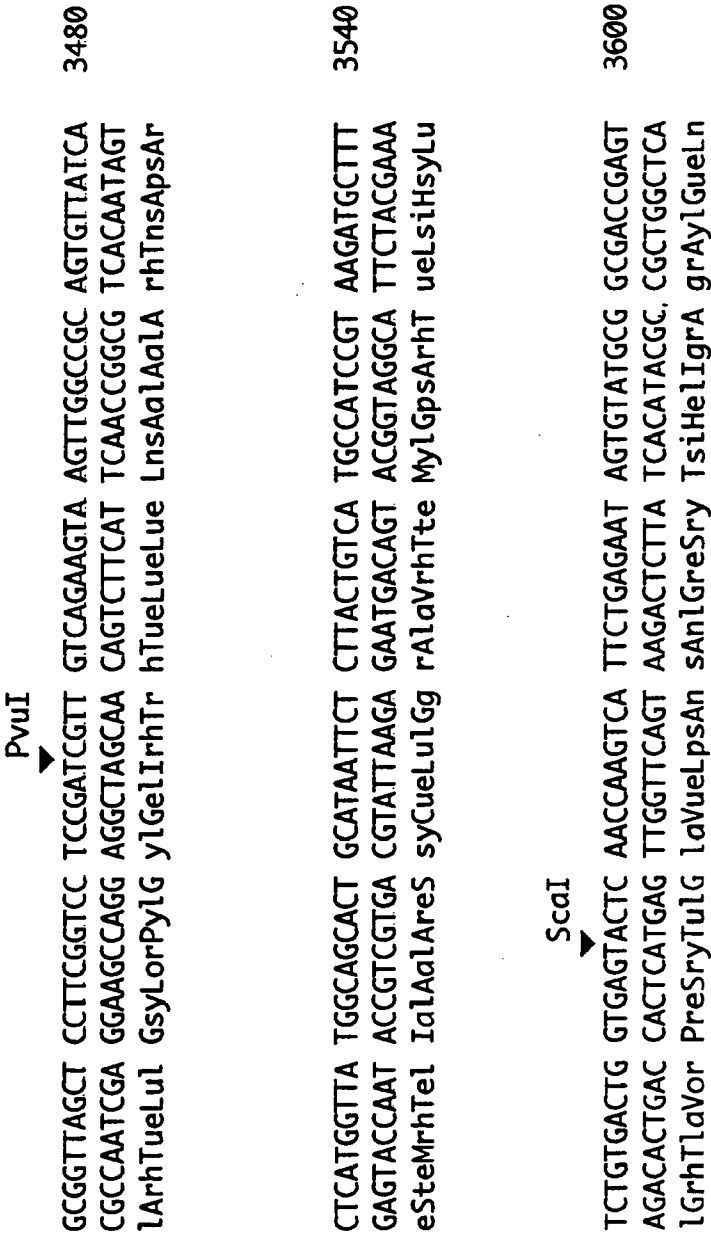 PvuI
GCGGTTAGCT CCTTCGGTCC TCCGATCGTT GTCAGAAGTA AGTTGGCCGC AGTGTTATCA 3480
CGCCAATCGA GGAAGCCAGG AGGCTAGCAA CAGTCTTCAT TCAACCGGCG TCACAATAGT
lArhTueLul GsyLorPylG ylGelIrhTr hTueLueLue LnsAalAalA rhTnsApsAr
CTCATGGTTA TGGCAGCACT GCATAATTCT CTTACTGTCA TGCCATCCGT AAGATGCTTT 3540
GAGTACCAAT ACCGTCGTGA CGTATTAAGA GAATGACAGT ACGGTAGGCA TTCTACGAAA
eSteMrhTel IalAalAreS syCueLulGg rAlaVrhTte MylGpsArhT ueLsiHsyLu
ScaI
TCTGTGACTG GTGAGTACTC AACCAAGTCA TTCTGAGAAT AGTGTATGCG GCGACCGAGT 3600
AGACACTGAC CACTCATGAG TTGGTTCAGT AAGACTCTTA TCACATACGC. CGCTGGCTCA
lGrhTlaVor PreSryTulG laVueLpsAn sAnlGreSry TsiHelIgrA grAylGueLn